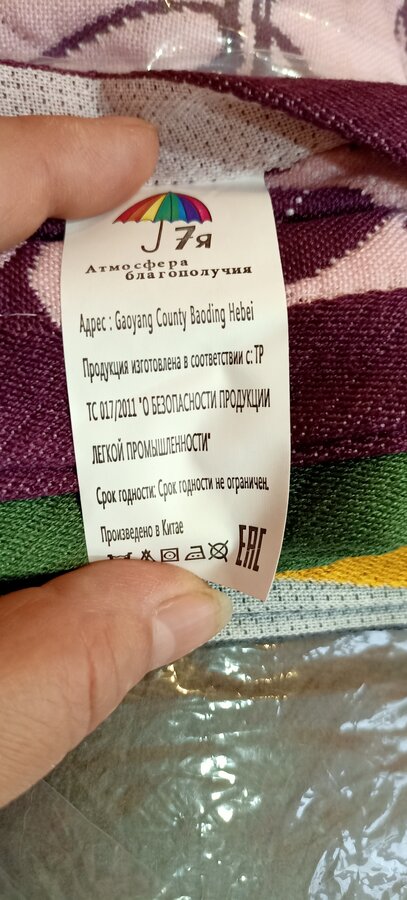 7я
Атмосфера
благополучия
Адрес : Gaoyang County Baoding Hebei
Продукция изготовлена в соответствии с: ТР
ТС 017/2011 "О БЕЗОПАСНОСТИ ПРОДУКЦИИ
ЛЕГКОЙ ПРОМЫШЛЕННОСТИ"
Срок годности: Срок годности не ограничен.
Произведено в Китае
EAC